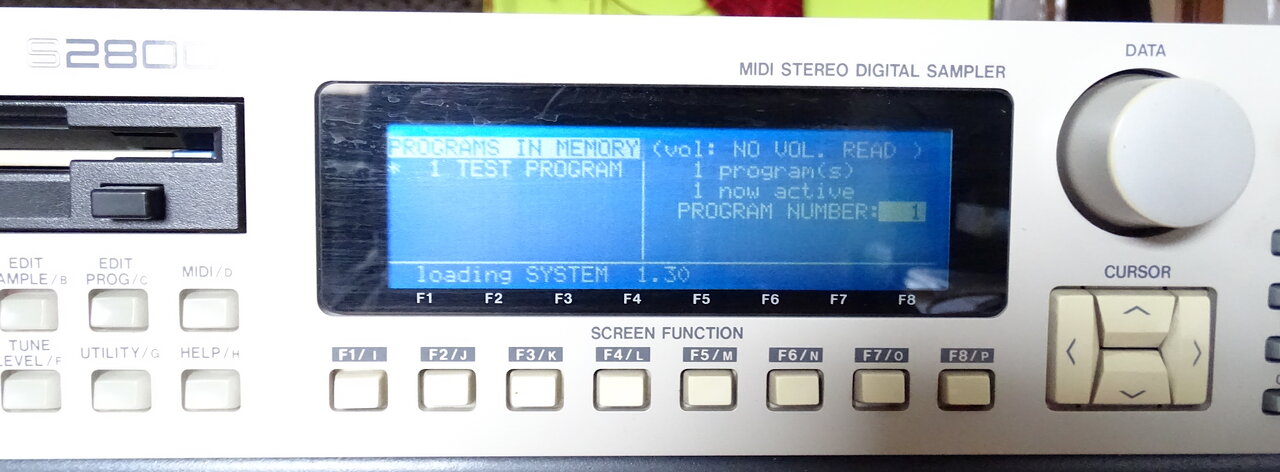 S2800
MIDI STEREO DIGITAL SAMPLER
DATA
PROGRAMS IN MEMORY (vol: NO VOL. READ )
* 1 TEST PROGRAM
1 program(s)
1 now active
PROGRAM NUMBER: 1
loading SYSTEM 1.30
F1 F2 F3 F4 F5 F6 F7 F8
SCREEN FUNCTION
CURSOR
EDIT
EDIT
AMPLE/B
PROG/C
MIDI/D
TUNE
LEVEL/F
UTILITY/G
HELP/H
F1/I F2/J F3/K F4/L F5/M F6/N F7/O F8/P